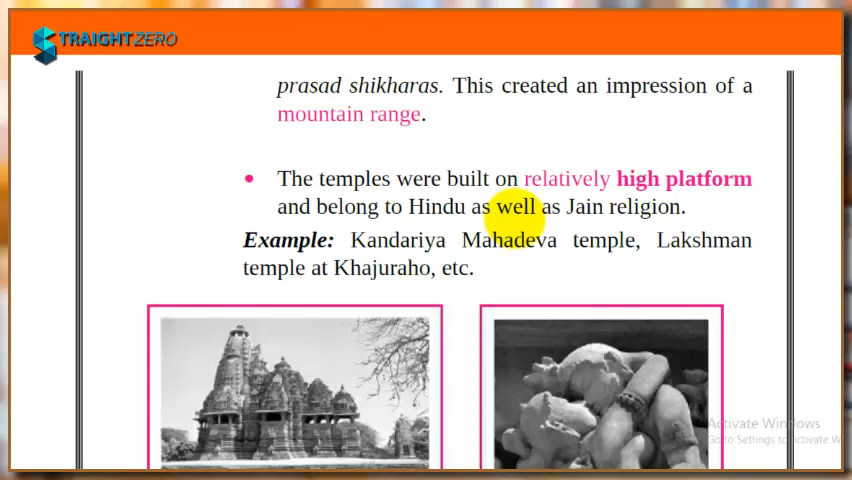 STRAIGHT ZERO
prasad shikharas. This created an impression of a
mountain range.
• The temples were built on relatively high platform
and belong to Hindu as well as Jain religion.
Example: Kandariya Mahadeva temple, Lakshman
temple at Khajuraho, etc.
Activate Windows
Go to Settings to activate W